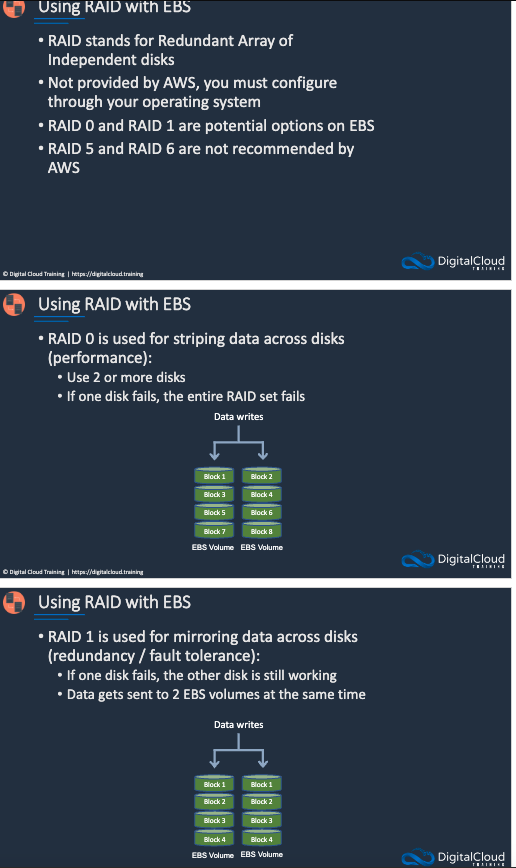 Using RAID with EBS
• RAID stands for Redundant Array of
Independent disks
• Not provided by AWS, you must configure
through your operating system
• RAID 0 and RAID 1 are potential options on EBS
• RAID 5 and RAID 6 are not recommended by
AWS
DigitalCloud
TRAINING
© Digital Cloud Training | https://digitalcloud.training
Using RAID with EBS
• RAID 0 is used for striping data across disks
(performance):
• Use 2 or more disks
• If one disk fails, the entire RAID set fails
Data writes
Block 1 Block 2
Block 3 Block 4
Block 5 Block 6
Block 7 Block 8
EBS Volume EBS Volume
DigitalCloud
TRAINING
© Digital Cloud Training | https://digitalcloud.training
Using RAID with EBS
• RAID 1 is used for mirroring data across disks
(redundancy / fault tolerance):
• If one disk fails, the other disk is still working
• Data gets sent to 2 EBS volumes at the same time
Data writes
Block 1 Block 1
Block 2 Block 2
Block 3 Block 3
Block 4 Block 4
EBS Volume EBS Volume
DigitalCloud
TRAINING